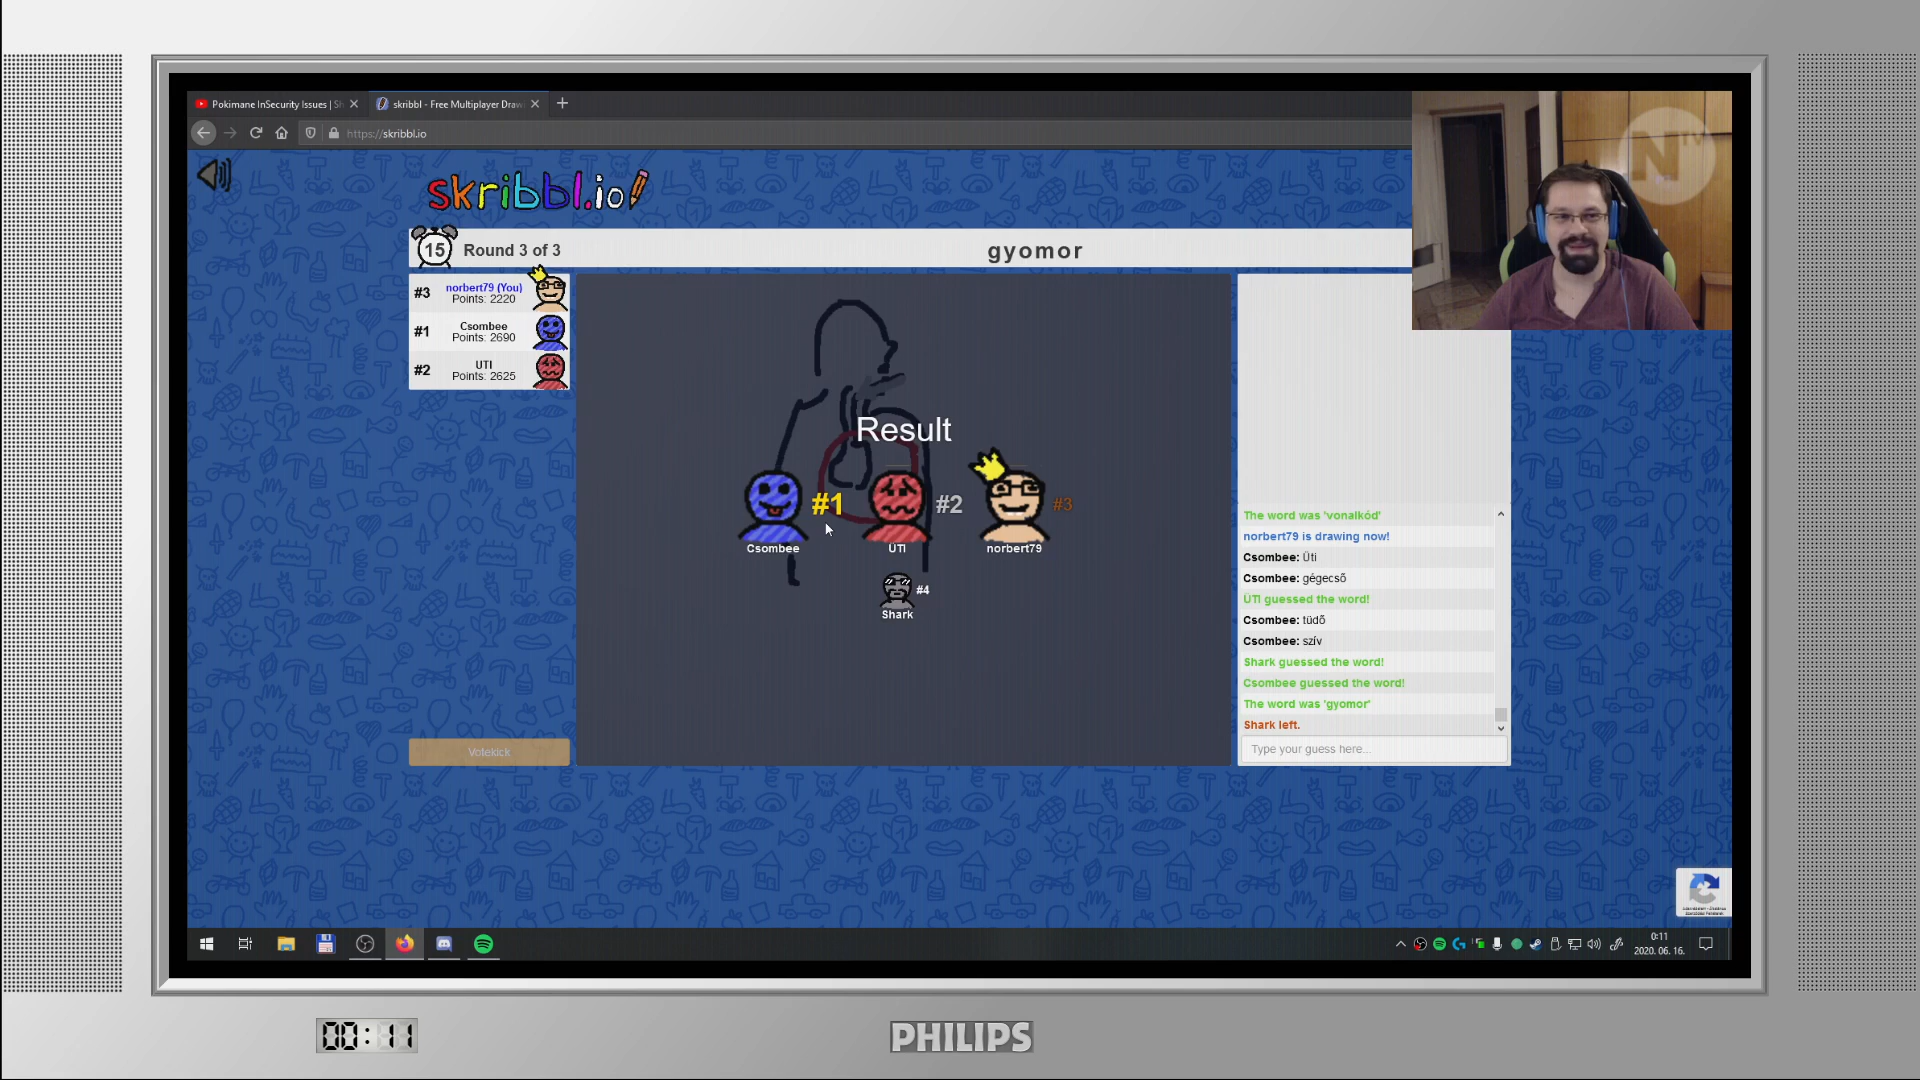 Pokimane InSecurity Issues | Sh
skribbl - Free Multiplayer Draw
https://skribbl.io
N TV
skribbl.io
15
Round 3 of 3
gyomor
#3
norbert79 (You)
Points: 2220
#1
Csombee
Points: 2690
#2
ÜTI
Points: 2625
Votekick
Result
#1
#2
#3
Csombee
ÜTI
norbert79
#4
Shark
The word was 'vonalkód'
norbert79 is drawing now!
Csombee: Üti
Csombee: gégecső
ÜTI guessed the word!
Csombee: tüdő
Csombee: szív
Shark guessed the word!
Csombee guessed the word!
The word was 'gyomor'
Shark left.
Type your guess here...
0:11
2020. 06. 16.
00:11
PHILIPS